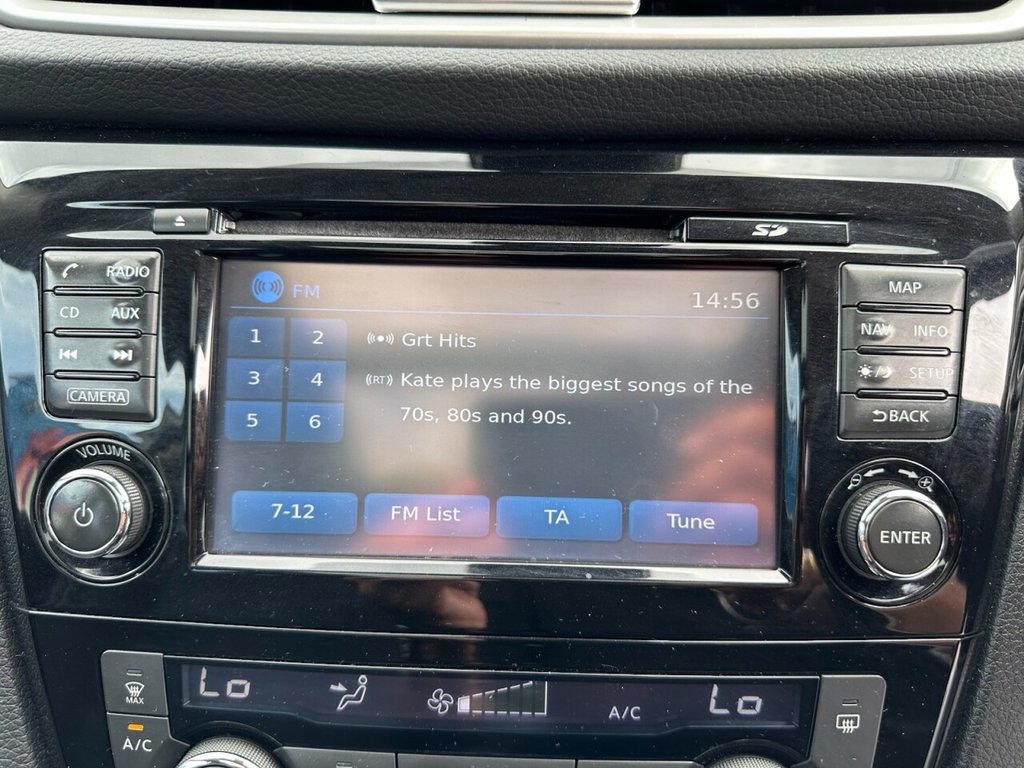 SD
RADIO
CD AUX
CAMERA
VOLUME
FM
14:56
1 2
3 4
5 6
Grt Hits
(RT) Kate plays the biggest songs of the
70s, 80s and 90s.
7-12 FM List TA Tune
MAP
NAV INFO
SETUP
BACK
ENTER
MAX
A/C
Lo
A/C
Lo